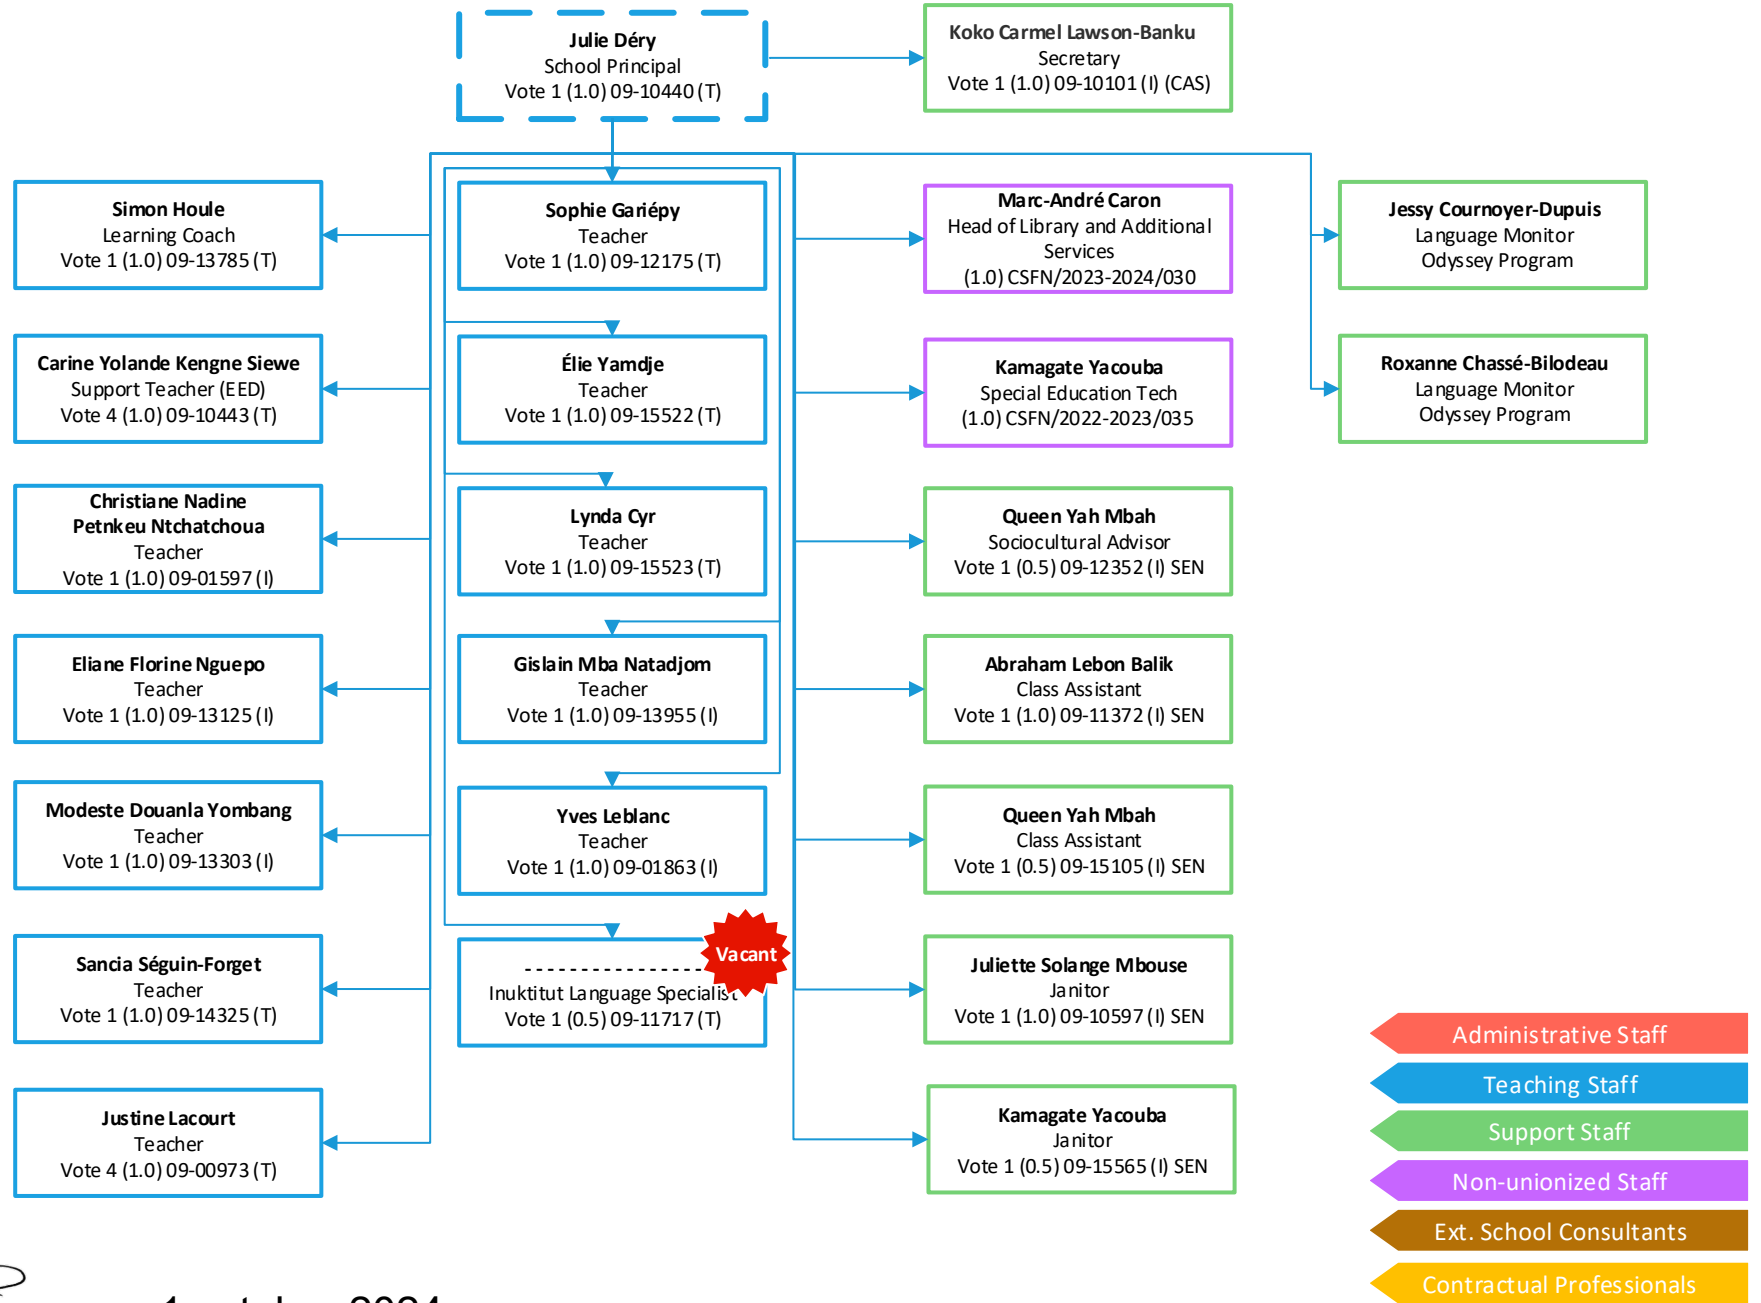 Julie Déry
School Principal
Vote 1 (1.0) 09-10440 (T)
Koko Carmel Lawson-Banku
Secretary
Vote 1 (1.0) 09-10101 (I) (CAS)
Simon Houle
Learning Coach
Vote 1 (1.0) 09-13785 (T)
Sophie Gariépy
Teacher
Vote 1 (1.0) 09-12175 (T)
Marc-André Caron
Head of Library and Additional
Services
(1.0) CSFN/2023-2024/030
Jessy Cournoyer-Dupuis
Language Monitor
Odyssey Program
Carine Yolande Kengne Siewe
Support Teacher (EED)
Vote 4 (1.0) 09-10443 (T)
Élie Yamdje
Teacher
Vote 1 (1.0) 09-15522 (T)
Kamagate Yacouba
Special Education Tech
(1.0) CSFN/2022-2023/035
Roxanne Chassé-Bilodeau
Language Monitor
Odyssey Program
Christiane Nadine
Petnkeu Ntchatchoua
Teacher
Vote 1 (1.0) 09-01597 (I)
Lynda Cyr
Teacher
Vote 1 (1.0) 09-15523 (T)
Queen Yah Mbah
Sociocultural Advisor
Vote 1 (0.5) 09-12352 (I) SEN
Eliane Florine Nguepo
Teacher
Vote 1 (1.0) 09-13125 (I)
Gislain Mba Natadjom
Teacher
Vote 1 (1.0) 09-13955 (I)
Abraham Lebon Balik
Class Assistant
Vote 1 (1.0) 09-11372 (I) SEN
Modeste Douanla Yombang
Teacher
Vote 1 (1.0) 09-13303 (I)
Yves Leblanc
Teacher
Vote 1 (1.0) 09-01863 (I)
Queen Yah Mbah
Class Assistant
Vote 1 (0.5) 09-15105 (I) SEN
Sancia Séguin-Forget
Teacher
Vote 1 (1.0) 09-14325 (T)
Vacant
-----------------
Inuktitut Language Specialist
Vote 1 (0.5) 09-11717 (T)
Juliette Solange Mbouse
Janitor
Vote 1 (1.0) 09-10597 (I) SEN
Justine Lacourt
Teacher
Vote 4 (1.0) 09-00973 (T)
Kamagate Yacouba
Janitor
Vote 1 (0.5) 09-15565 (I) SEN
Administrative Staff
Teaching Staff
Support Staff
Non-unionized Staff
Ext. School Consultants
Contractual Professionals